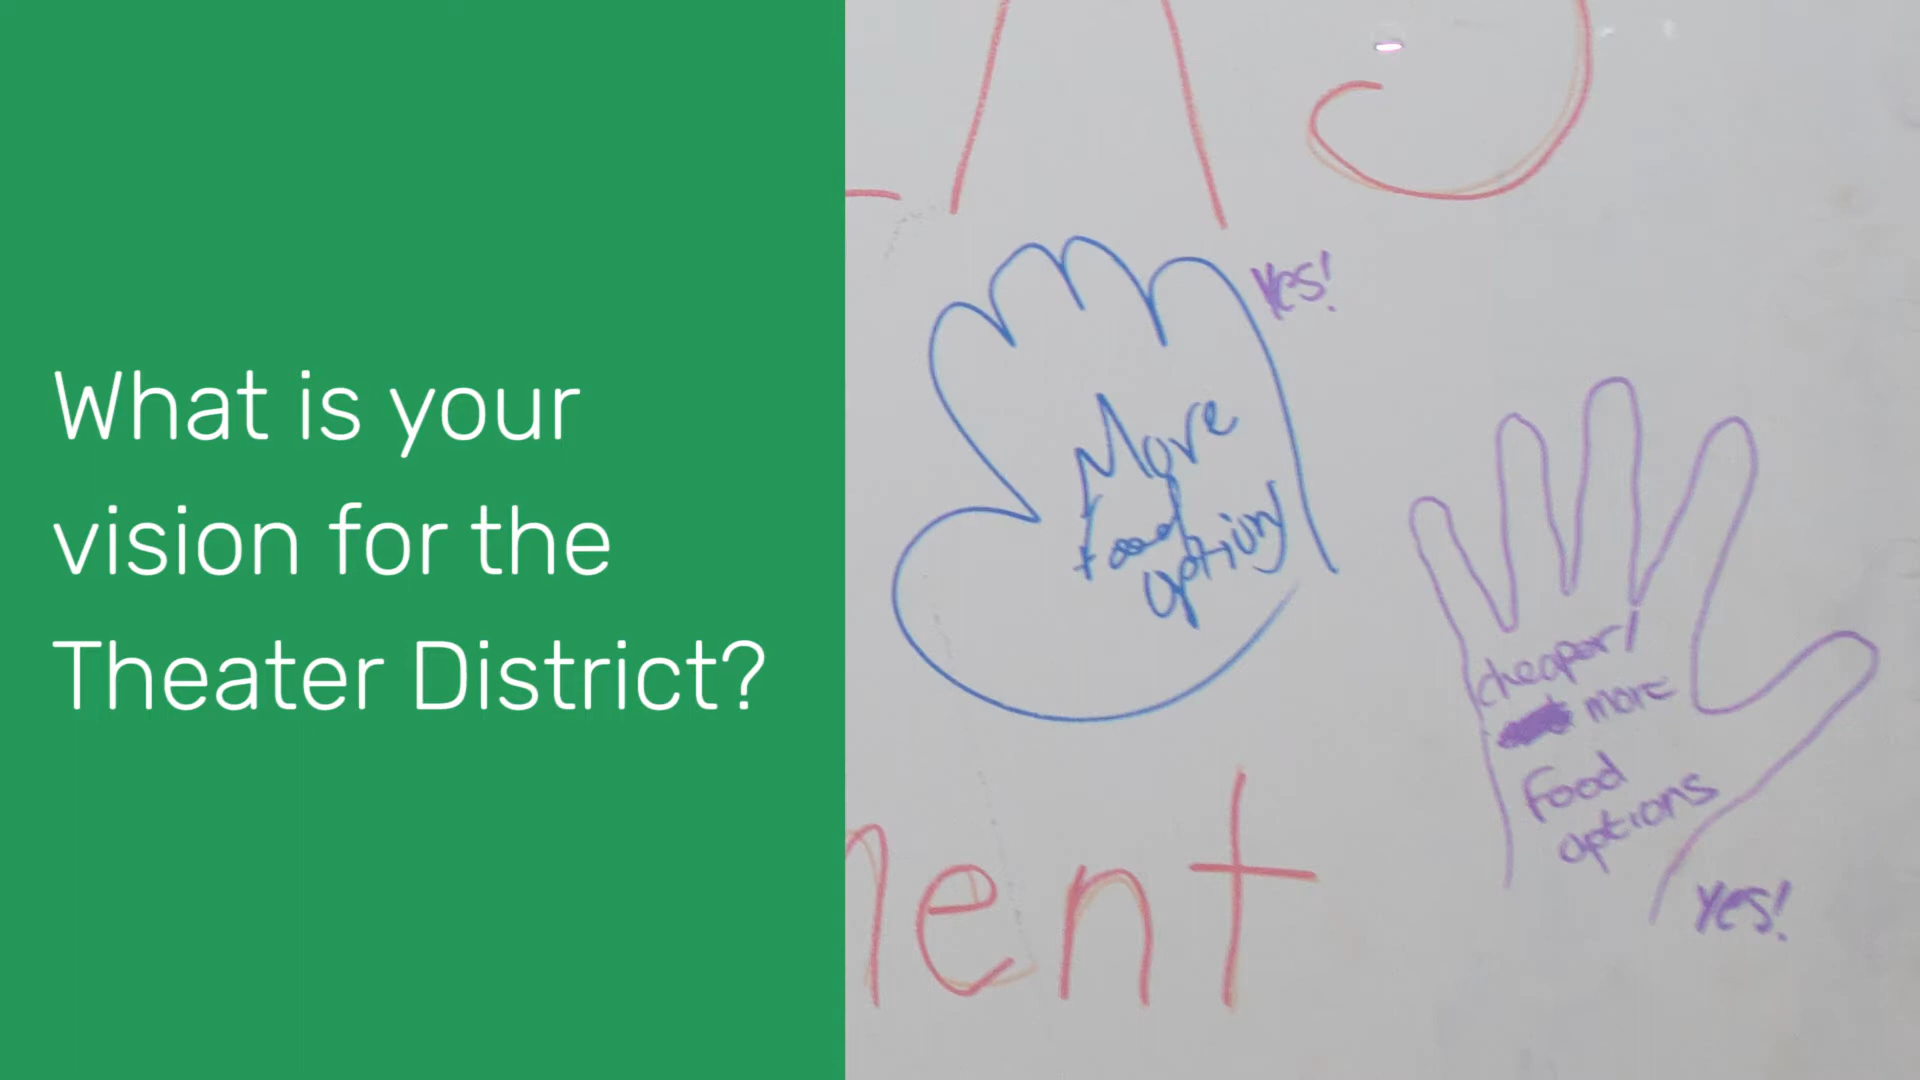 What is your
vision for the
Theater District?
Yes!
More
food
options
cheaper/
more
Food
options
Yes!
ent